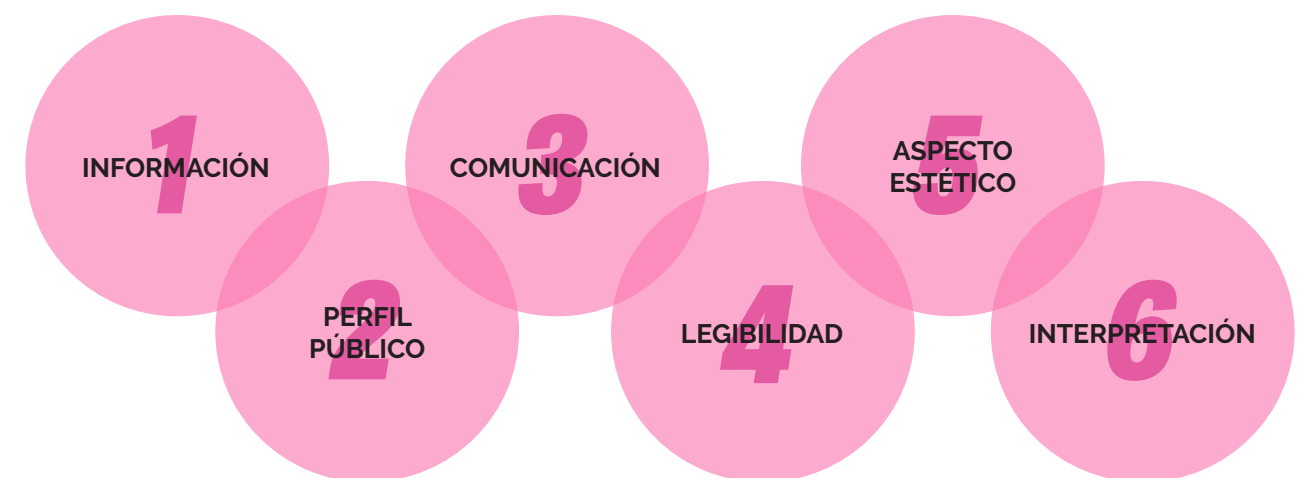 1
INFORMACIÓN
2
PERFIL
PÚBLICO
3
COMUNICACIÓN
4
LEGIBILIDAD
5
ASPECTO
ESTÉTICO
6
INTERPRETACIÓN